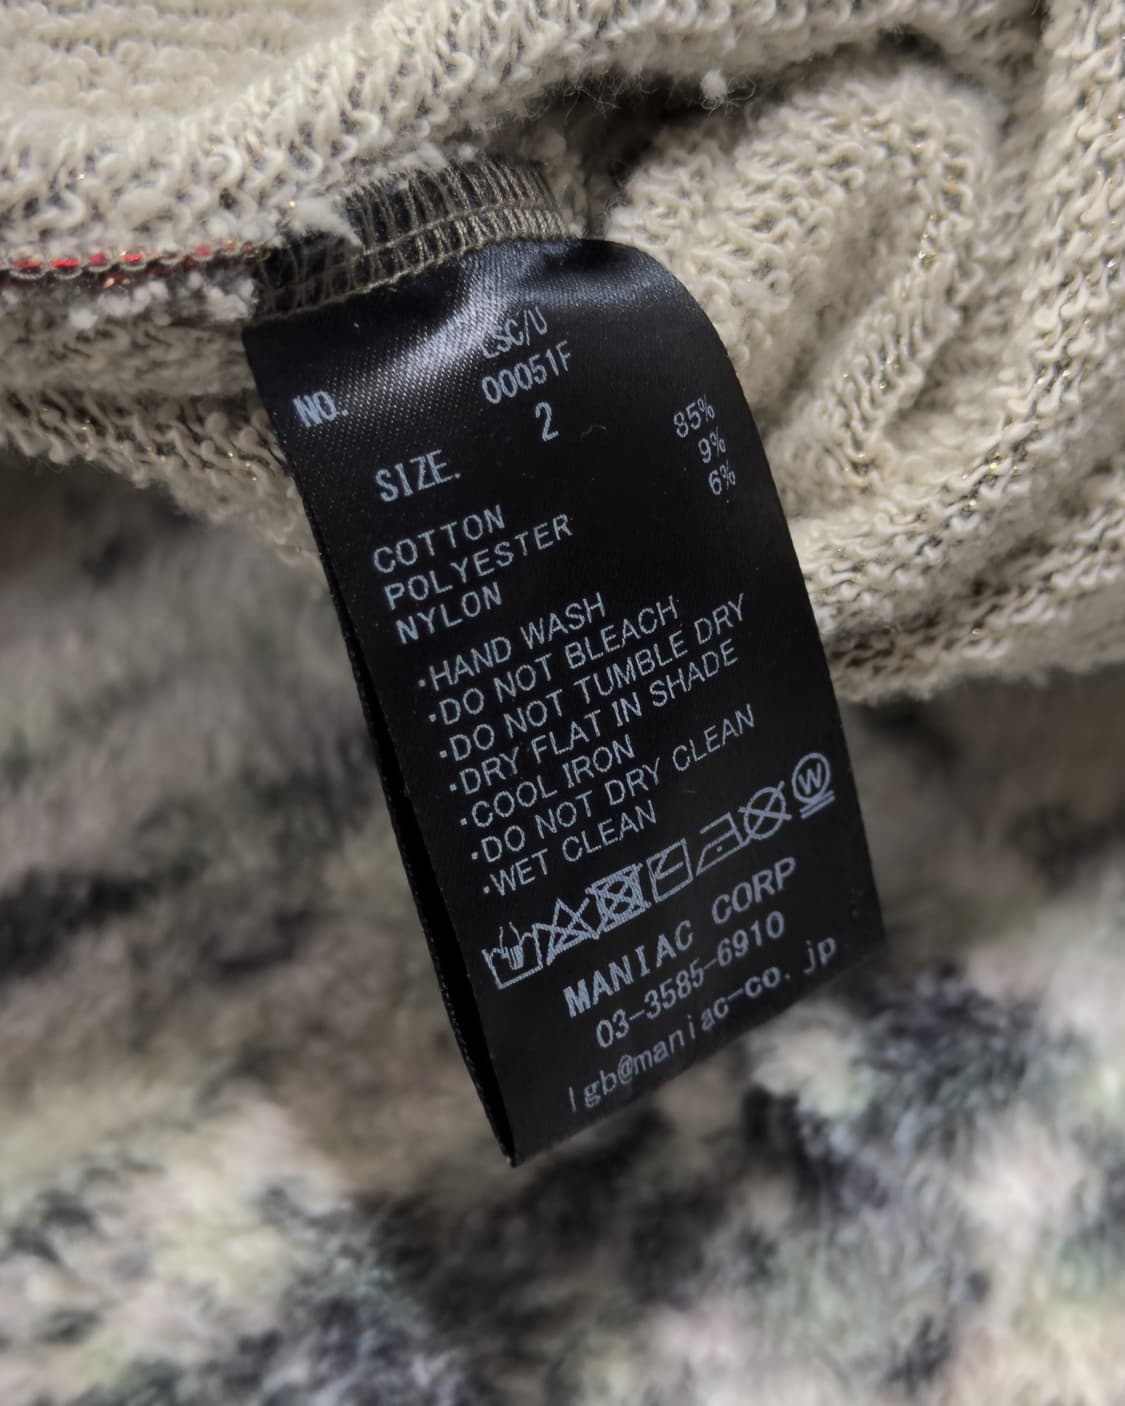 NO. LSC/U
00051F
SIZE. 2
COTTON 85%
POLYESTER 9%
NYLON 6%
・HAND WASH
・DO NOT BLEACH
・DO NOT TUMBLE DRY
・DRY FLAT IN SHADE
・COOL IRON
・DO NOT DRY CLEAN
・WET CLEAN
W
MANIAC CORP
03-3585-6910
lgb@maniac-co.jp